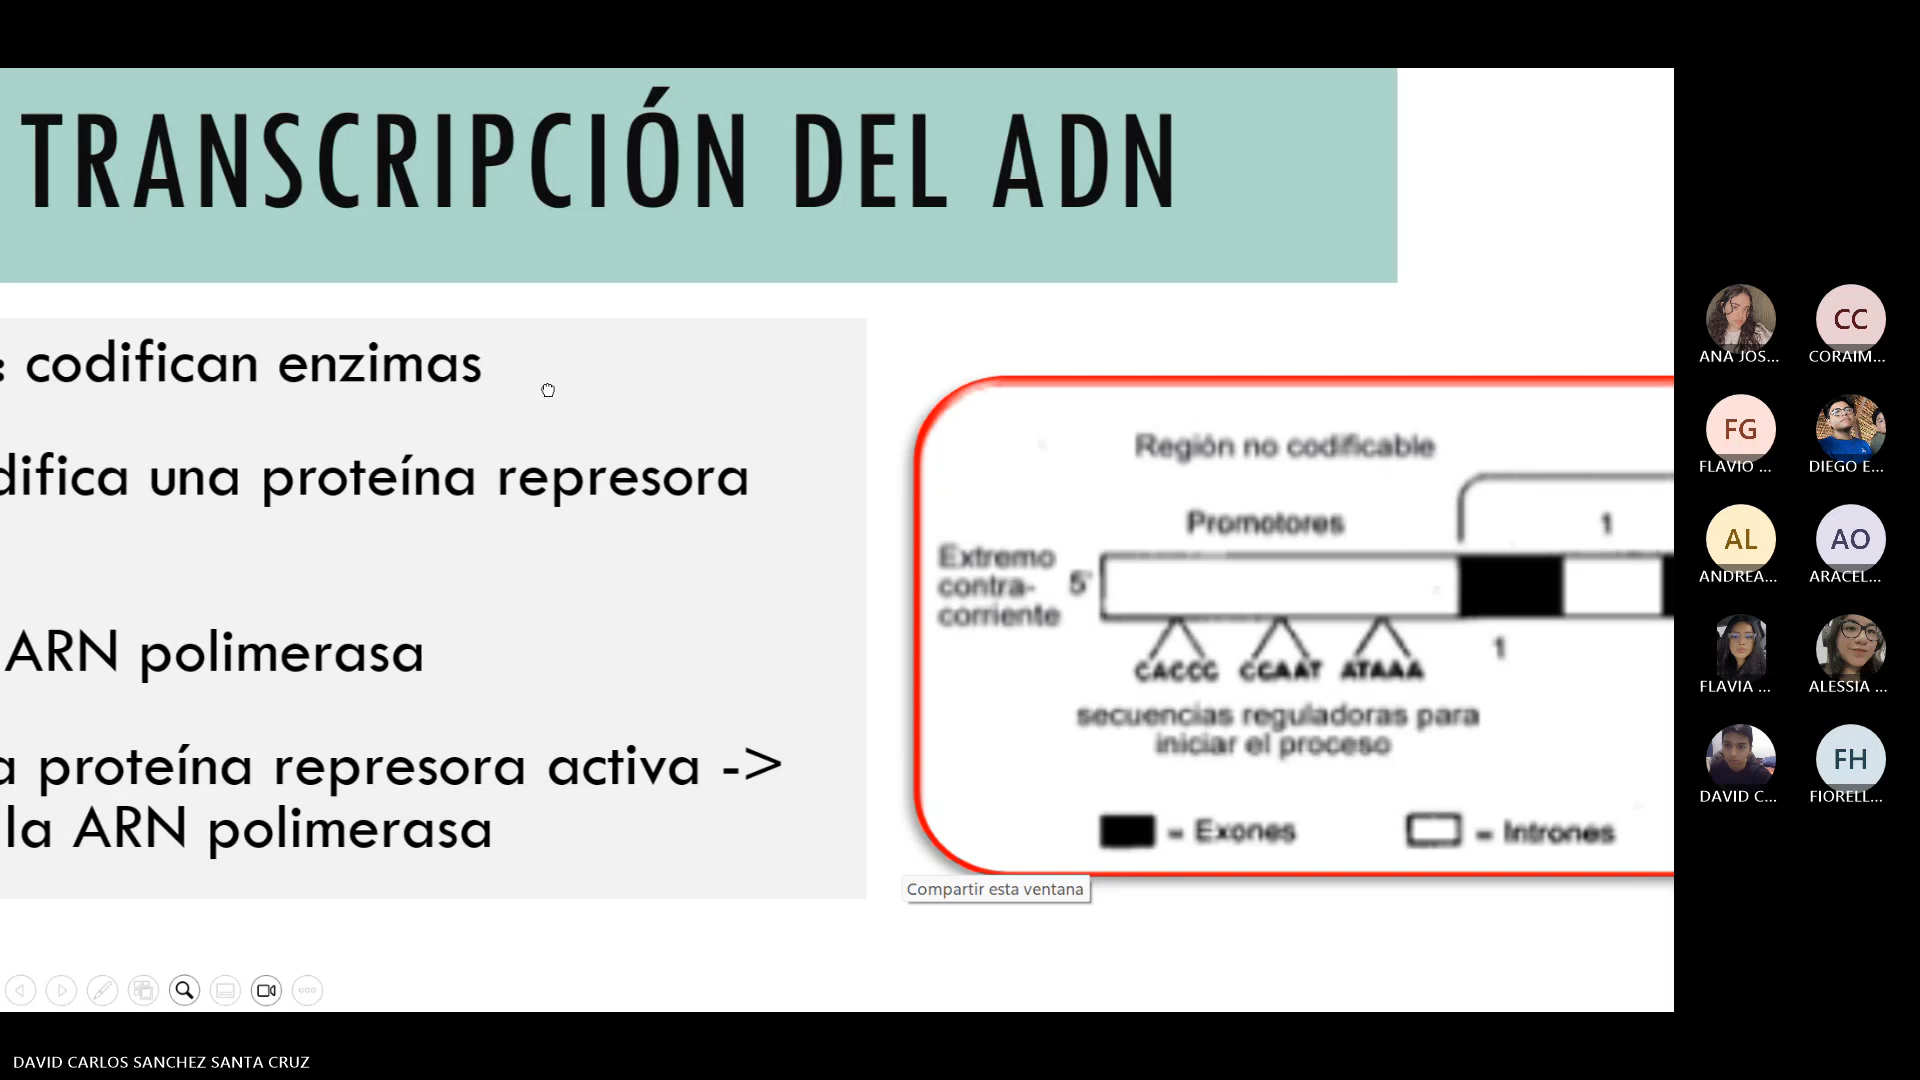 TRANSCRIPCIÓN DEL ADN
: codifican enzimas
difica una proteína represora
ARN polimerasa
a proteína represora activa ->
la ARN polimerasa
Región no codificable
Promotores
1
Extremo
contra-
corriente
5'
1
CACCC CCAAT ATAAA
secuencias reguladoras para
iniciar el proceso
= Exones
= Intrones
Compartir esta ventana
CC
ANA JOS...
CORAIM...
FG
FLAVIO ...
DIEGO E...
AL
AO
ANDREA...
ARACEL...
FLAVIA ...
ALESSIA ...
FH
DAVID C...
FIORELL...
DAVID CARLOS SANCHEZ SANTA CRUZ